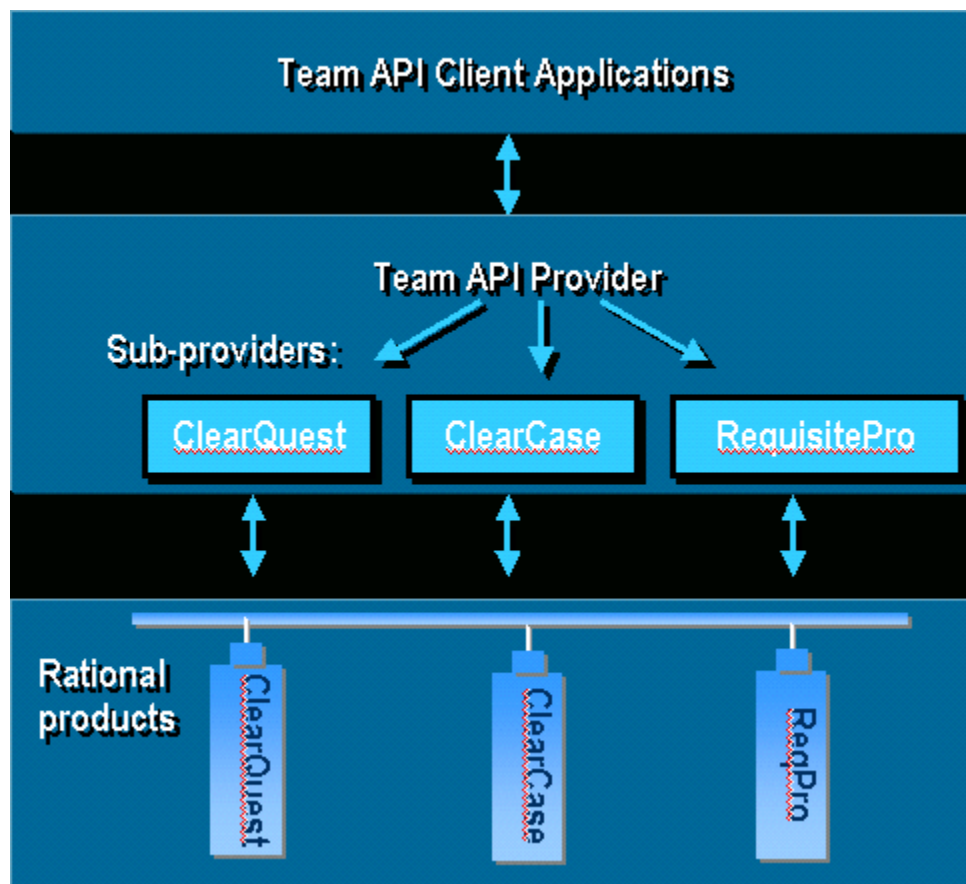 Team API Client Applications
Team API Provider
Sub-providers:
ClearQuest
ClearCase
RequisitePro
Rational
products
ClearQuest
ClearCase
ReqPro